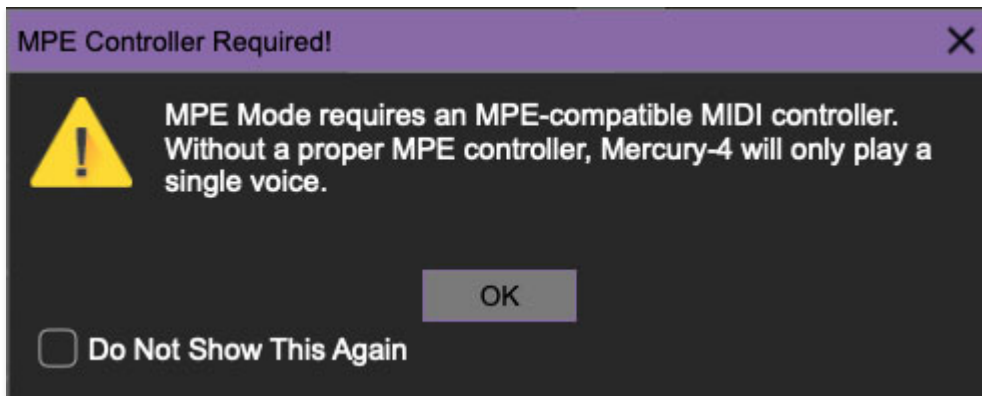 MPE Controller Required!
MPE Mode requires an MPE-compatible MIDI controller.
Without a proper MPE controller, Mercury-4 will only play a
single voice.
OK
Do Not Show This Again